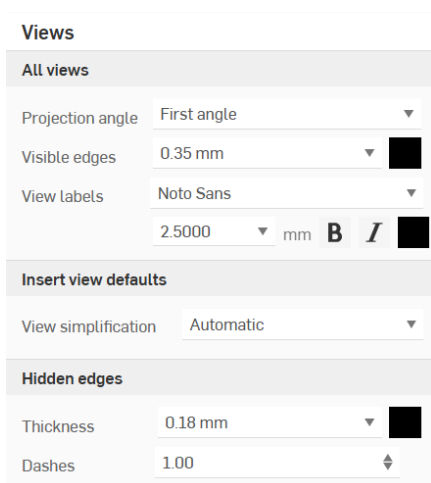 Views
All views
Projection angle First angle
Visible edges 0.35 mm
View labels Noto Sans
2.5000 mm B I
Insert view defaults
View simplification Automatic
Hidden edges
Thickness 0.18 mm
Dashes 1.00